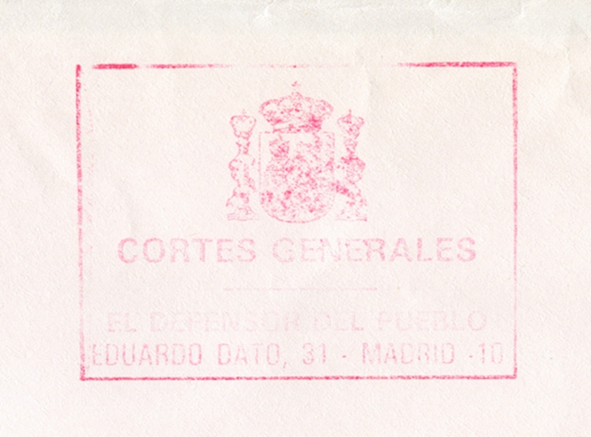 CORTES GENERALES
EL DEFENSOR DEL PUEBLO
EDUARDO DATO, 31 - MADRID -10